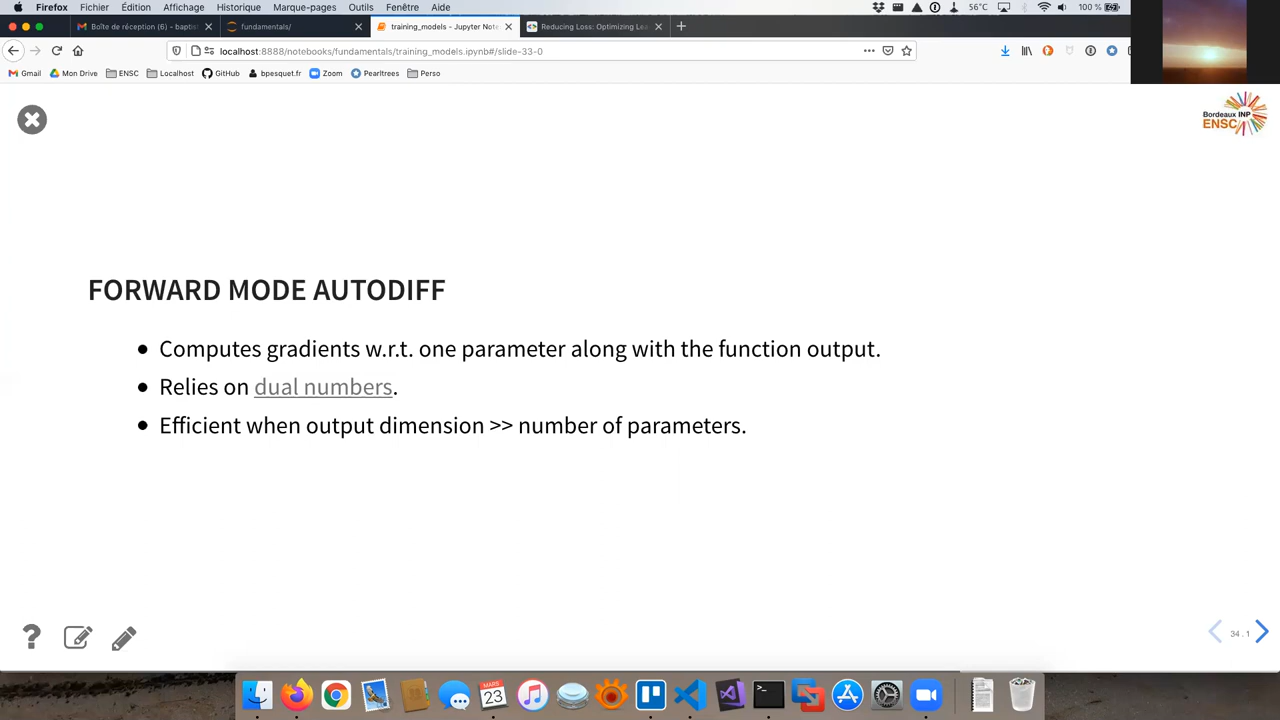 Firefox Fichier Édition Affichage Historique Marque-pages Outils Fenêtre Aide 56°C 100 %
Boîte de réception (6) – baptis fundamentals/ training_models - Jupyter Note Reducing Loss: Optimizing Lea
localhost:8888/notebooks/fundamentals/training_models.ipynb#/slide-33-0
Gmail Mon Drive ENSC Localhost GitHub bpesquet.fr Zoom Pearltrees Perso
Bordeaux INP
ENSC
FORWARD MODE AUTODIFF
Computes gradients w.r.t. one parameter along with the function output.
Relies on dual numbers.
Efficient when output dimension >> number of parameters.
34.1
MARS
23